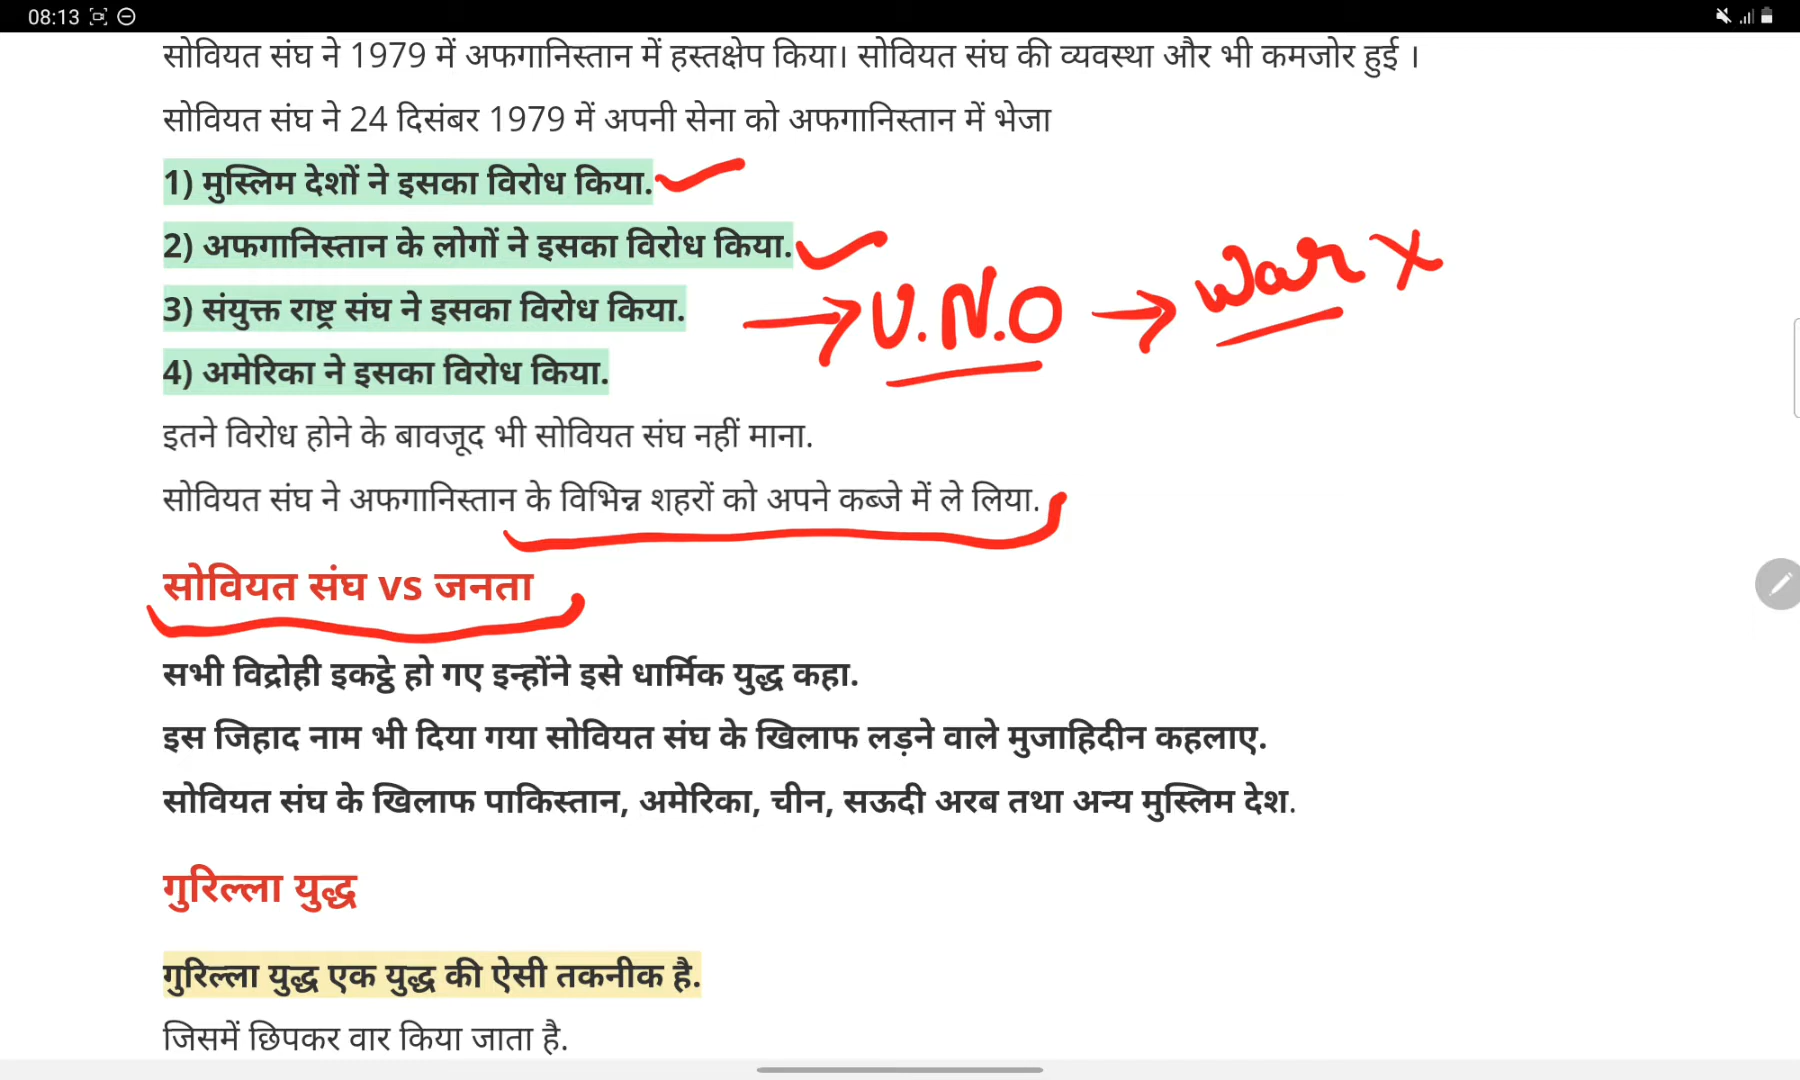 08:13
सोवियत संघ ने 1979 में अफगानिस्तान में हस्तक्षेप किया। सोवियत संघ की व्यवस्था और भी कमजोर हुई ।
सोवियत संघ ने 24 दिसंबर 1979 में अपनी सेना को अफगानिस्तान में भेजा
1) मुस्लिम देशों ने इसका विरोध किया.
2) अफगानिस्तान के लोगों ने इसका विरोध किया.
3) संयुक्त राष्ट्र संघ ने इसका विरोध किया. → U.N.O → war x
4) अमेरिका ने इसका विरोध किया.
इतने विरोध होने के बावजूद भी सोवियत संघ नहीं माना.
सोवियत संघ ने अफगानिस्तान के विभिन्न शहरों को अपने कब्जे में ले लिया.
सोवियत संघ vs जनता
सभी विद्रोही इकट्ठे हो गए इन्होंने इसे धार्मिक युद्ध कहा.
इस जिहाद नाम भी दिया गया सोवियत संघ के खिलाफ लड़ने वाले मुजाहिदीन कहलाए.
सोवियत संघ के खिलाफ पाकिस्तान, अमेरिका, चीन, सऊदी अरब तथा अन्य मुस्लिम देश.
गुरिल्ला युद्ध
गुरिल्ला युद्ध एक युद्ध की ऐसी तकनीक है.
जिसमें छिपकर वार किया जाता है.